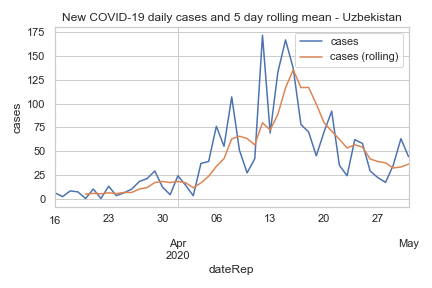 New COVID-19 daily cases and 5 day rolling mean - Uzbekistan
cases
cases (rolling)
cases
175
150
125
100
75
50
25
0
16
23
30
06
13
20
27
Apr
2020
May
dateRep